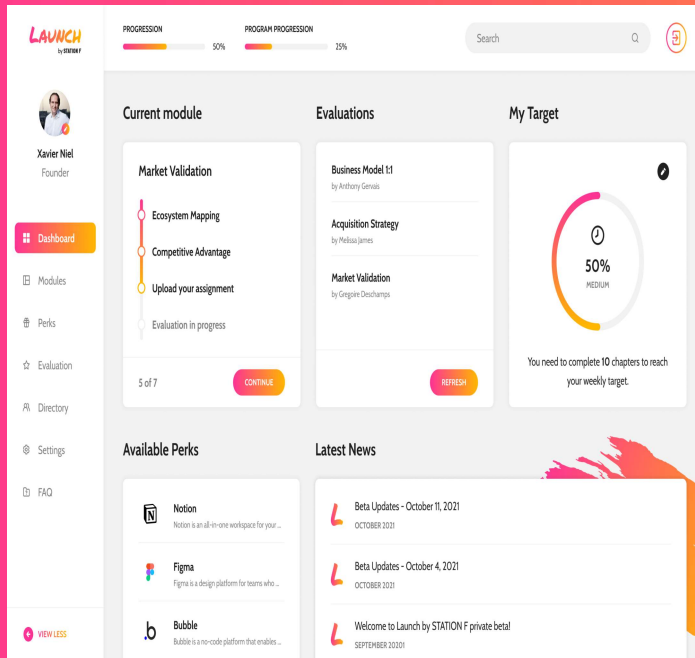 LAUNCH
by STATION F
PROGRESSION
50%
PROGRAM PROGRESSION
25%
Search
Xavier Niel
Founder
Dashboard
Modules
Perks
Evaluation
Directory
Settings
FAQ
VIEW LESS
Current module
Market Validation
Ecosystem Mapping
Competitive Advantage
Upload your assignment
Evaluation in progress
5 of 7
CONTINUE
Evaluations
Business Model 1:1
by Anthony Gervais
Acquisition Strategy
by Melissa James
Market Validation
by Gregoire Deschamps
REFRESH
My Target
50%
MEDIUM
You need to complete 10 chapters to reach
your weekly target.
Available Perks
N
Notion
Notion is an all-in-one workspace for your ...
Figma
Figma is a design platform for teams who ...
.b
Bubble
Bubble is a no-code platform that enables ...
Latest News
L
Beta Updates - October 11, 2021
OCTOBER 2021
L
Beta Updates - October 4, 2021
OCTOBER 2021
L
Welcome to Launch by STATION F private beta!
SEPTEMBER 20201